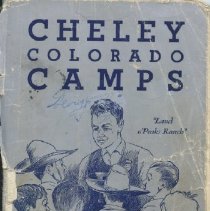 CHELEY
COLORADO
CAMPS
"Land
o'Peaks Ranch"